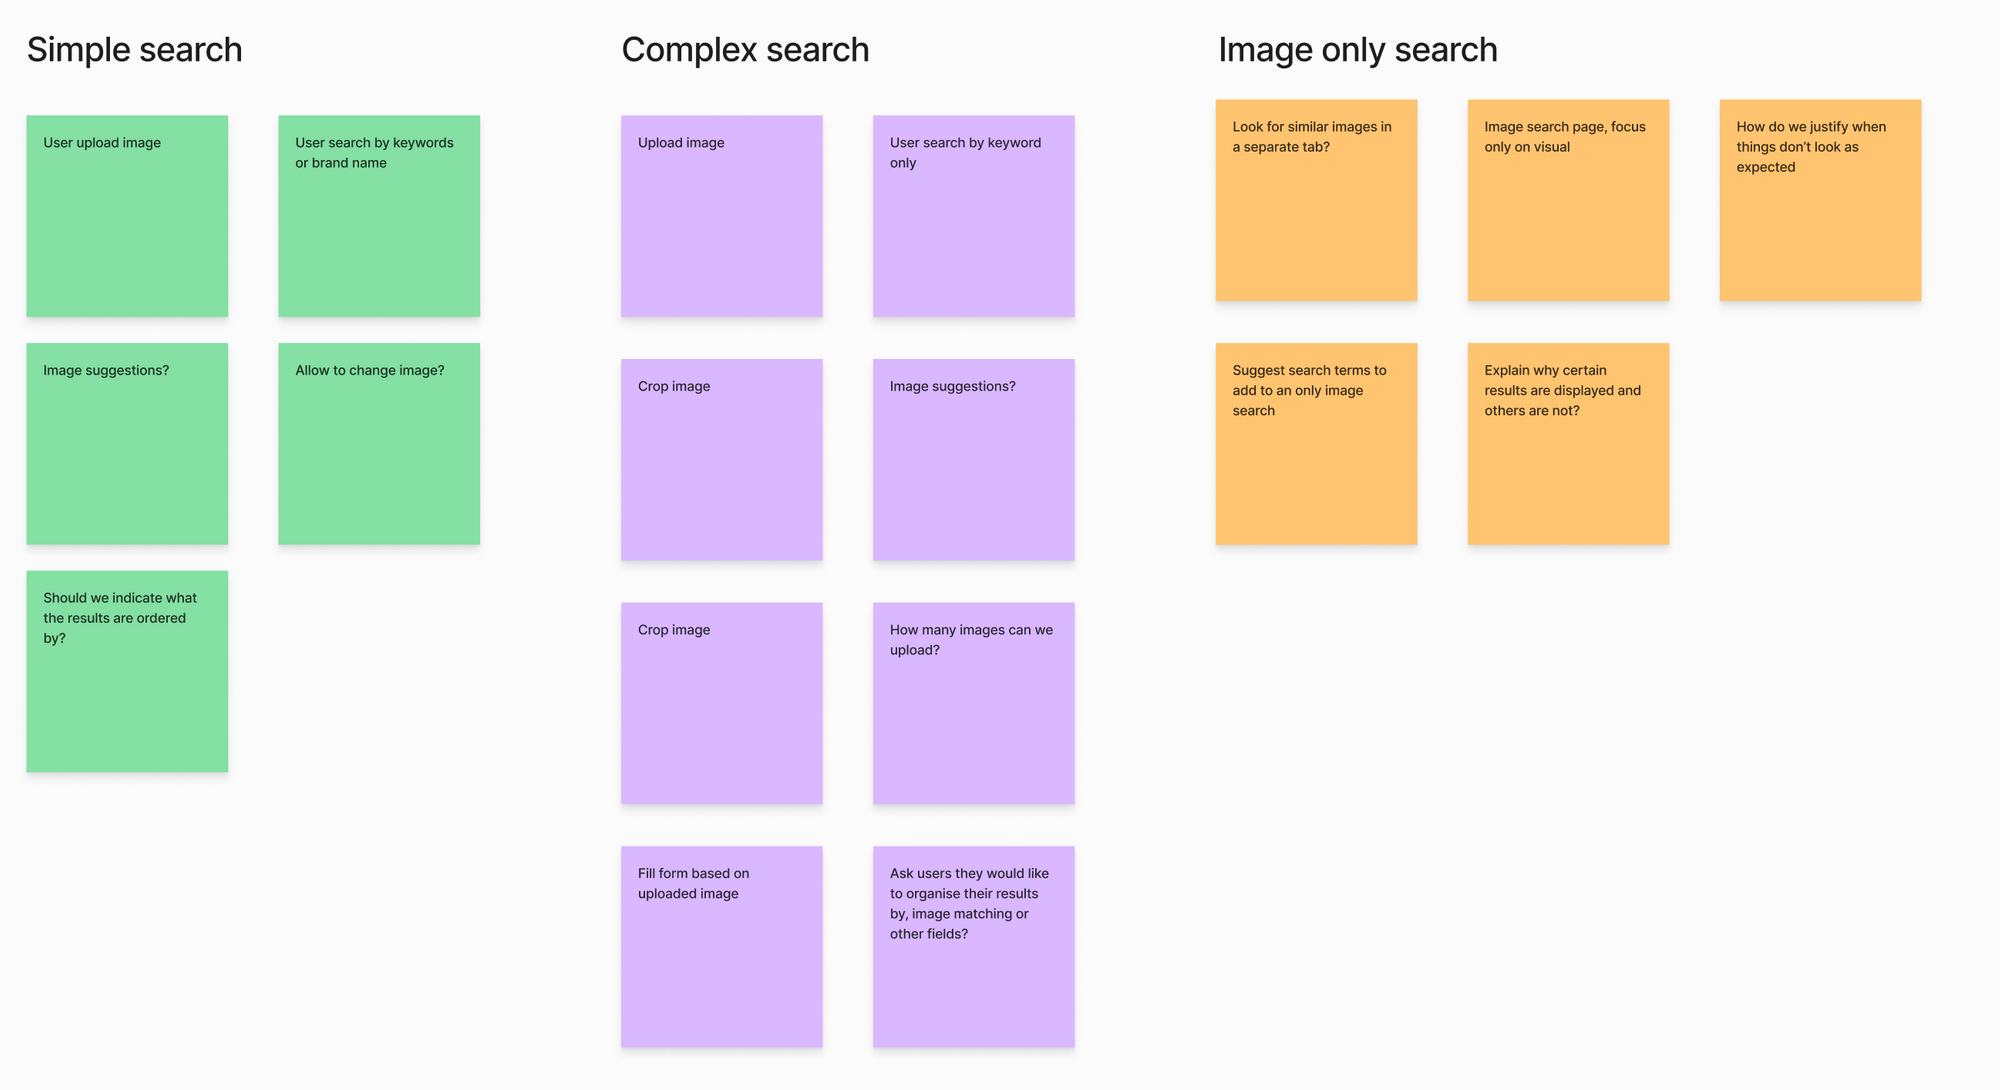 Simple search
User upload image
User search by keywords
or brand name
Image suggestions?
Allow to change image?
Should we indicate what
the results are ordered
by?
Complex search
Upload image
User search by keyword
only
Crop image
Image suggestions?
Crop image
How many images can we
upload?
Fill form based on
uploaded image
Ask users they would like
to organise their results
by, image matching or
other fields?
Image only search
Look for similar images in
a separate tab?
Image search page, focus
only on visual
How do we justify when
things don’t look as
expected
Suggest search terms to
add to an only image
search
Explain why certain
results are displayed and
others are not?